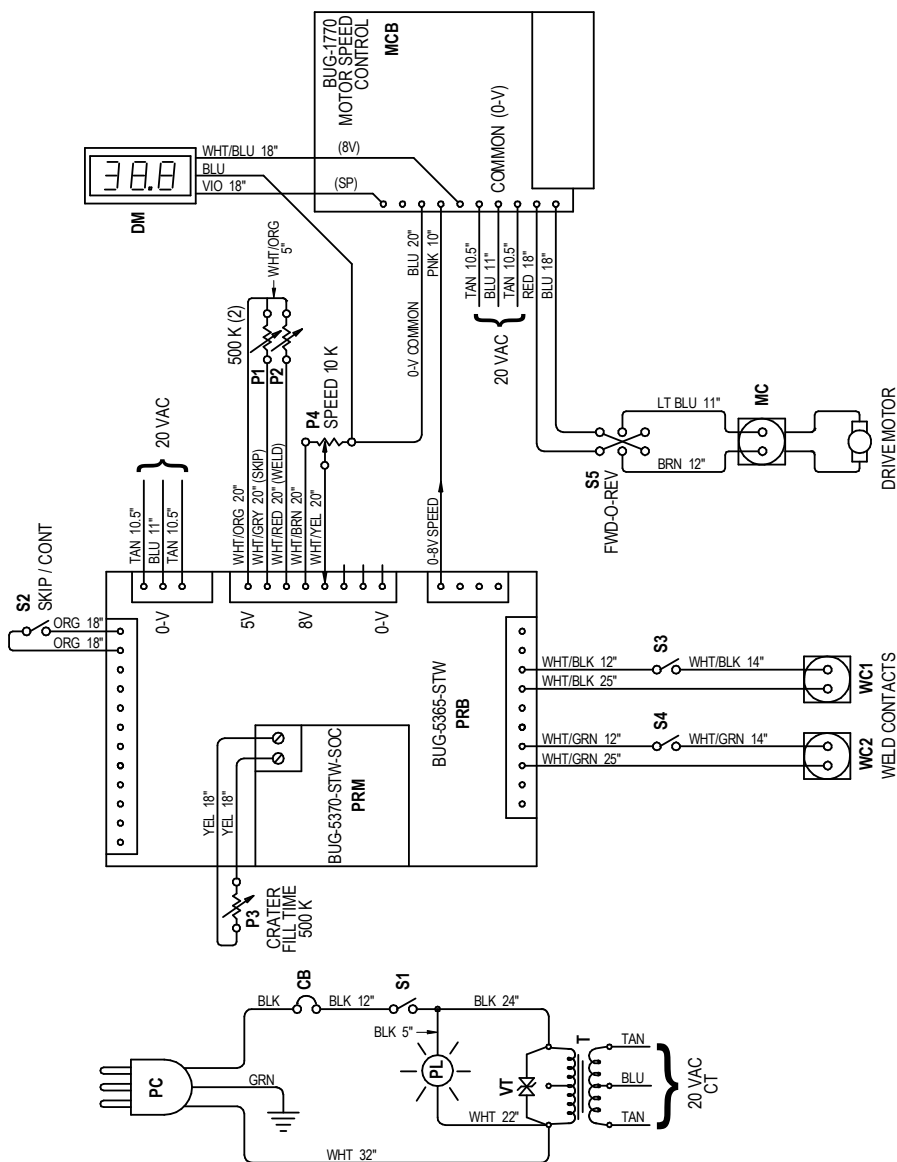 PC
GRN
WHT 32"
BLK
CB
BLK 12"
S1
BLK 5"
PL
BLK 24"
WHT 22"
VT
T
TAN
BLU
TAN
20 VAC
CT
S2
SKIP / CONT
ORG 18"
ORG 18"
YEL 18"
YEL 18"
P3
CRATER
FILL TIME
500 K
BUG-5370-STW-SOC
PRM
BUG-5365-STW
PRB
0-V
5V
8V
0-V
TAN 10.5"
BLU 11"
TAN 10.5"
20 VAC
WHT/ORG 20"
WHT/GRY 20" (SKIP)
WHT/RED 20" (WELD)
WHT/BRN 20"
WHT/YEL 20"
0-8V SPEED
500 K (2)
P1
P2
WHT/ORG
5"
P4
SPEED 10 K
WHT/BLK 12"
S3
WHT/BLK 14"
WHT/BLK 25"
WC1
WHT/GRN 12"
S4
WHT/GRN 14"
WHT/GRN 25"
WC2
WELD CONTACTS
38.8
DM
WHT/BLU 18"
BLU
VIO 18"
(8V)
(SP)
BUG-1770
MOTOR SPEED
CONTROL
MCB
COMMON (0-V)
0-V COMMON
BLU 20"
PNK 10"
TAN 10.5"
BLU 11"
TAN 10.5"
RED 18"
BLU 18"
20 VAC
S5
FWD-O-REV
LT BLU 11"
BRN 12"
MC
DRIVE MOTOR